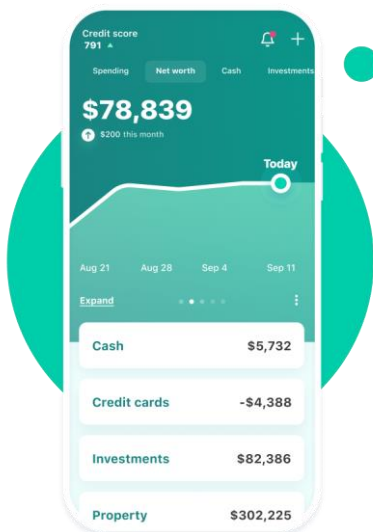 Credit score
791
Spending Net worth Cash Investments
$78,839
$200 this month
Today
Aug 21 Aug 28 Sep 4 Sep 11
Expand
Cash $5,732
Credit cards -$4,388
Investments $82,386
Property $302,225